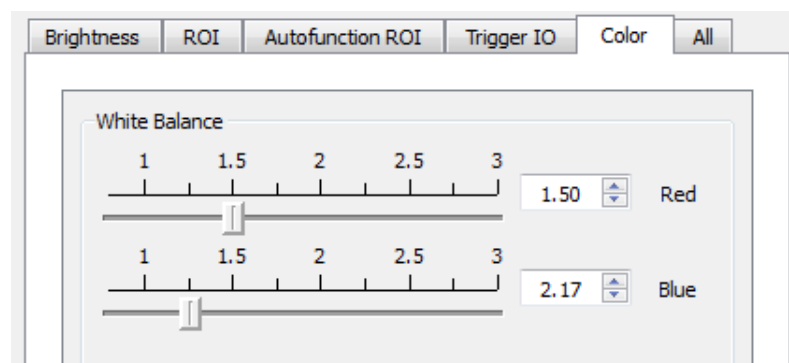 Brightness ROI Autofunction ROI Trigger IO Color All
White Balance
1 1.5 2 2.5 3
1.50 Red
1 1.5 2 2.5 3
2.17 Blue